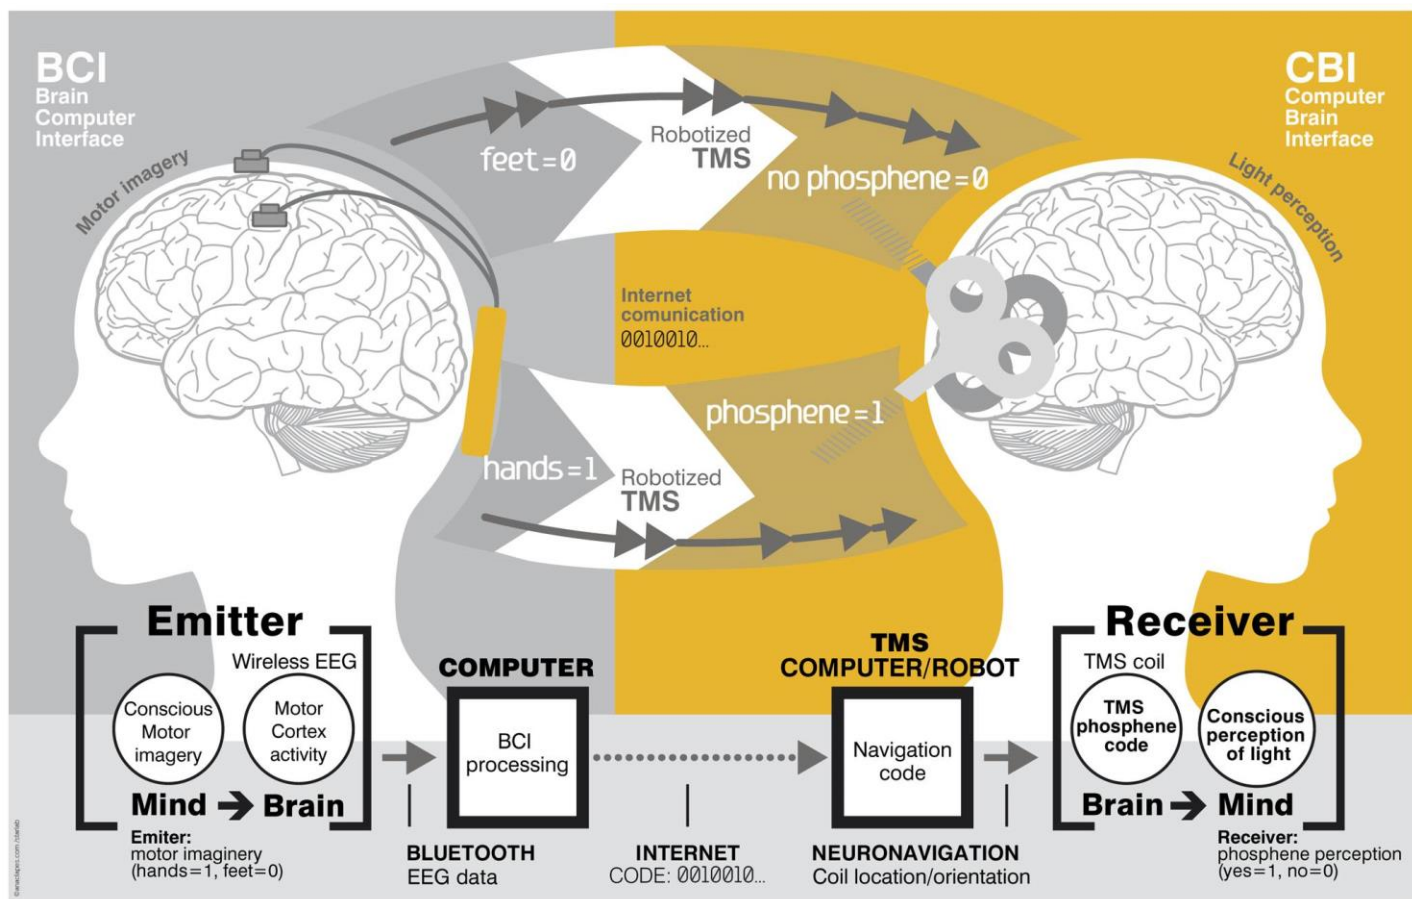 BCI
Brain
Computer
Interface
CBI
Computer
Brain
Interface
Motor imagery
Light perception
feet=0
Robotized
TMS
no phosphene=0
Internet
comunication
0010010...
phosphene=1
hands=1
Robotized
TMS
Emitter
Wireless EEG
Conscious
Motor
imagery
Motor
Cortex
activity
Mind
Brain
Emiter:
motor imaginery
(hands=1, feet=0)
COMPUTER
BCI
processing
BLUETOOTH
EEG data
INTERNET
CODE: 0010010...
TMS
COMPUTER/ROBOT
Navigation
code
NEURONAVIGATION
Coil location/orientation
Receiver
TMS coil
TMS
phosphene
code
Conscious
perception
of light
Brain
Mind
Receiver:
phosphene perception
(yes=1, no=0)